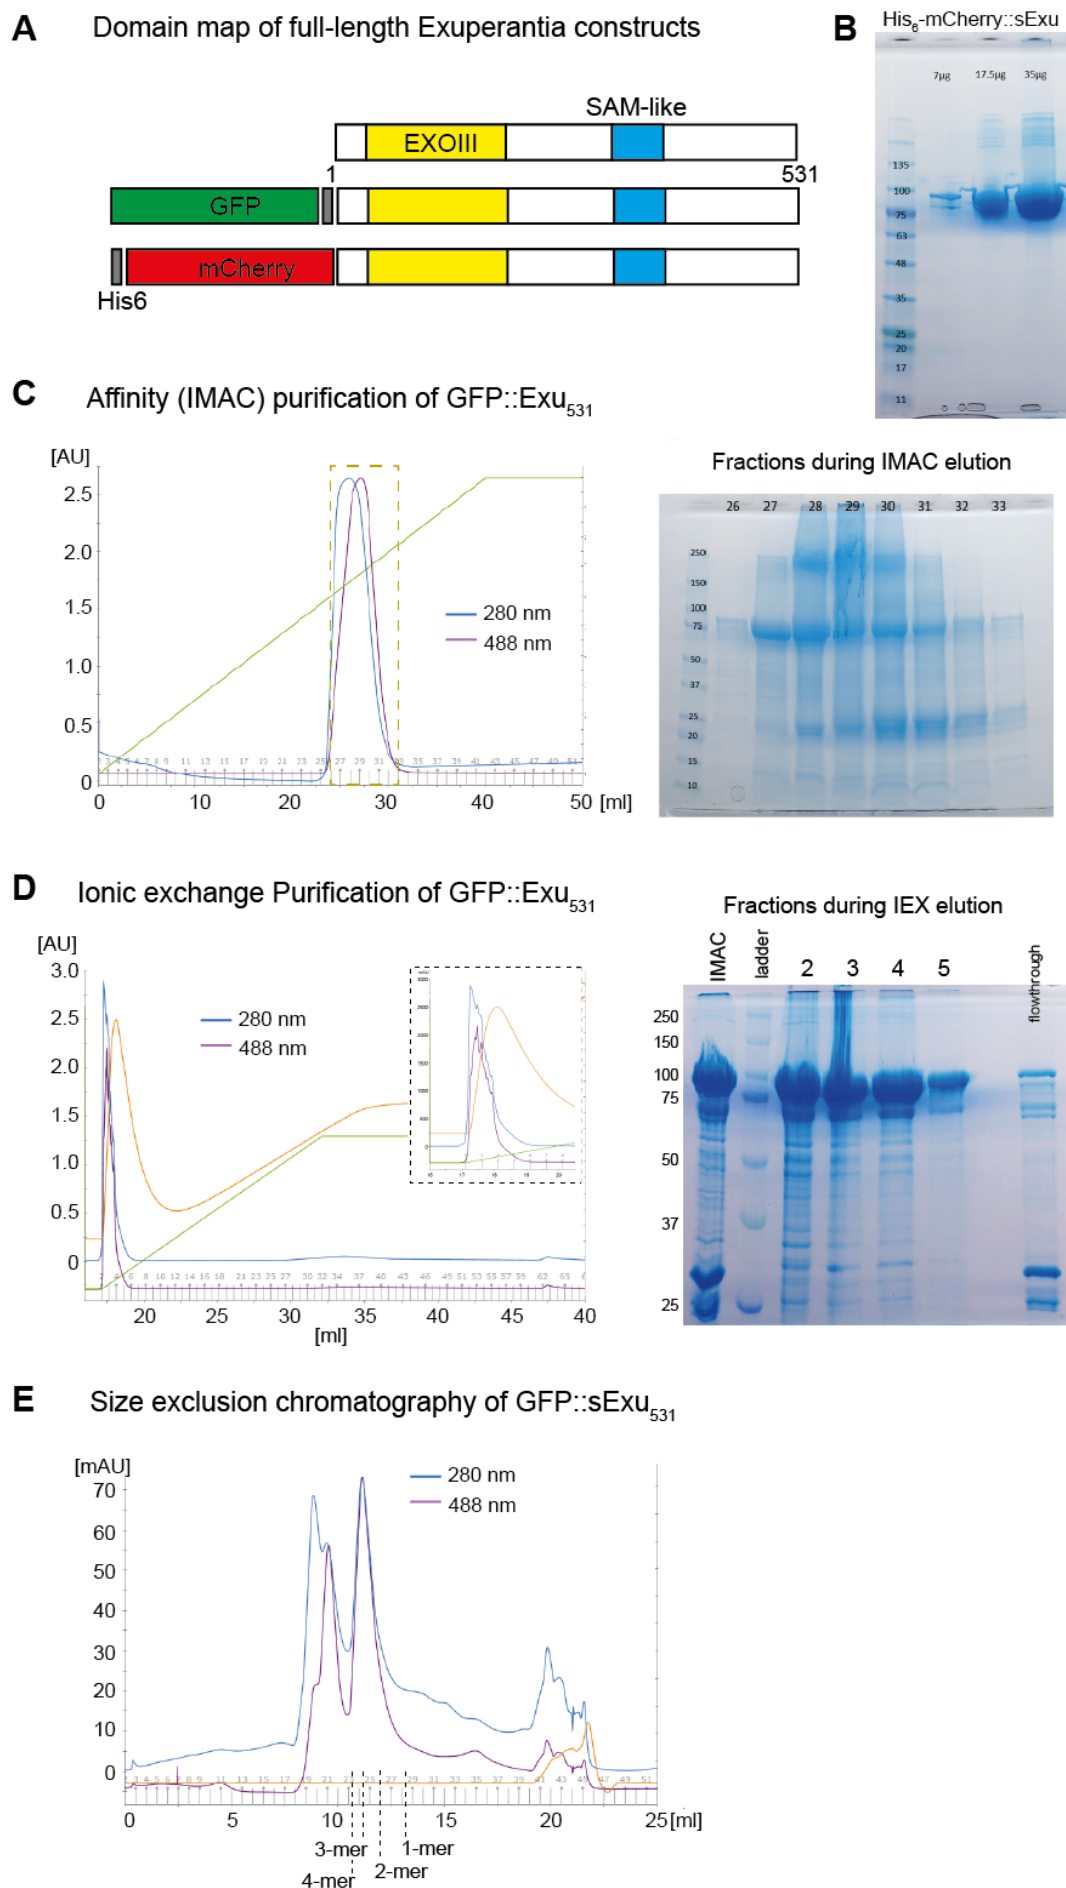 A Domain map of full-length Exuperantia constructs
SAM-like
EXOIII
1 531
GFP
mCherry
His6
B His6-mCherry::sExu
7µg 17.5µg 35µg
135
100
75
63
48
35
25
20
17
11
C Affinity (IMAC) purification of GFP::Exu531
[AU]
2.5
2.0
1.5
1.0
0.5
0
280 nm
488 nm
0 10 20 30 40 50 [ml]
Fractions during IMAC elution
26 27 28 29 30 31 32 33
250
150
100
75
50
37
25
20
15
10
D Ionic exchange Purification of GFP::Exu531
[AU]
3.0
2.5
2.0
1.5
1.0
0.5
0
280 nm
488 nm
20 25 30 35 40 45 40
[ml]
Fractions during IEX elution
IMAC ladder 2 3 4 5 flowthrough
250
150
100
75
50
37
25
E Size exclusion chromatography of GFP::sExu531
[mAU]
70
60
50
40
30
20
10
0
280 nm
488 nm
0 5 10 15 20 25 [ml]
3-mer 1-mer
4-mer 2-mer